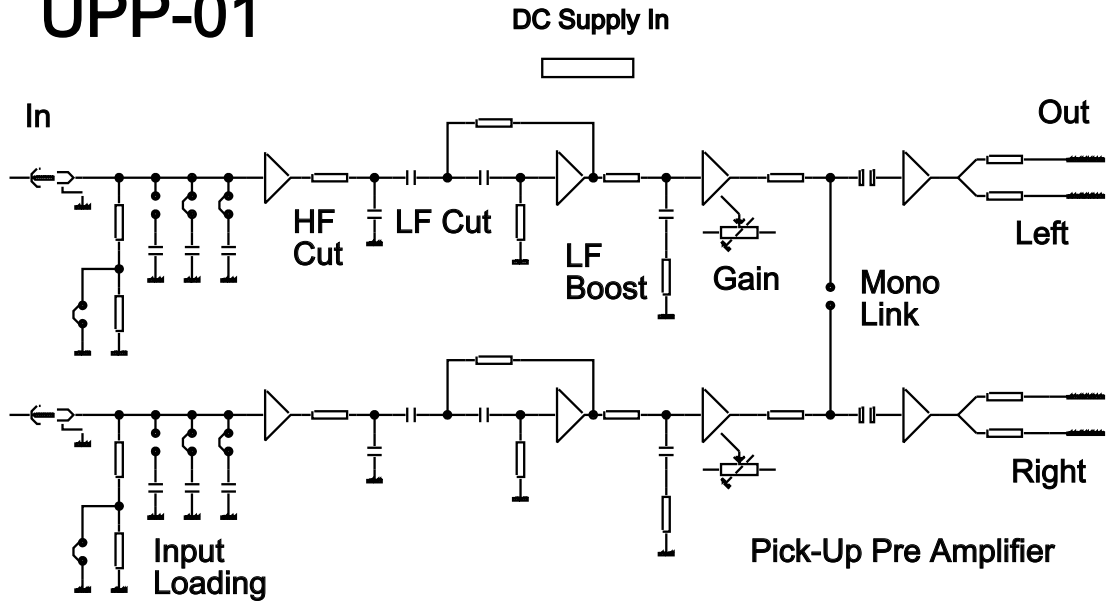 UPP-01
DC Supply In
In
Out
HF
Cut
LF Cut
LF
Boost
Gain
Mono
Link
Left
Right
Input
Loading
Pick-Up Pre Amplifier